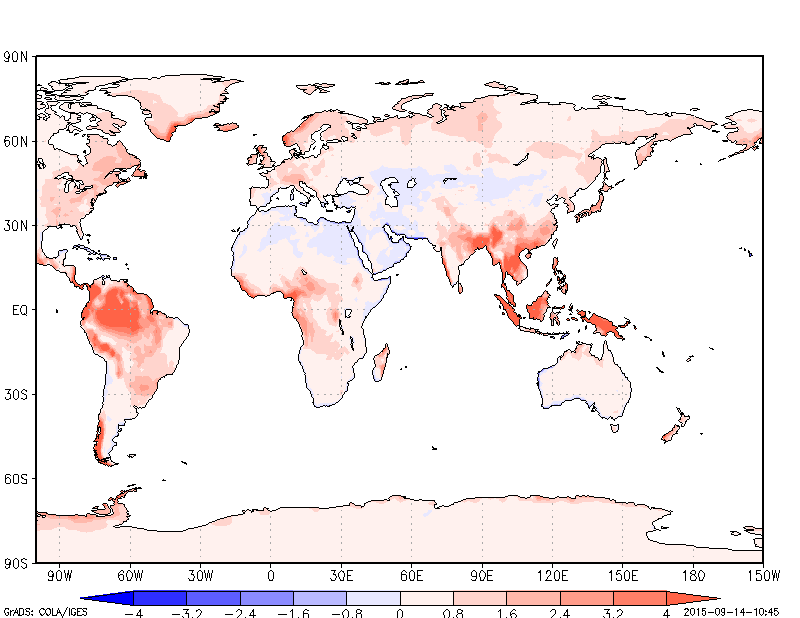 90N
60N
30N
EQ
30S
60S
90S
90W 60W 30W 0 30E 60E 90E 120E 150E 180 150W
-4 -3.2 -2.4 -1.6 -0.8 0 0.8 1.6 2.4 3.2 4
GrADS: COLA/IGES 2015-09-14-10:45